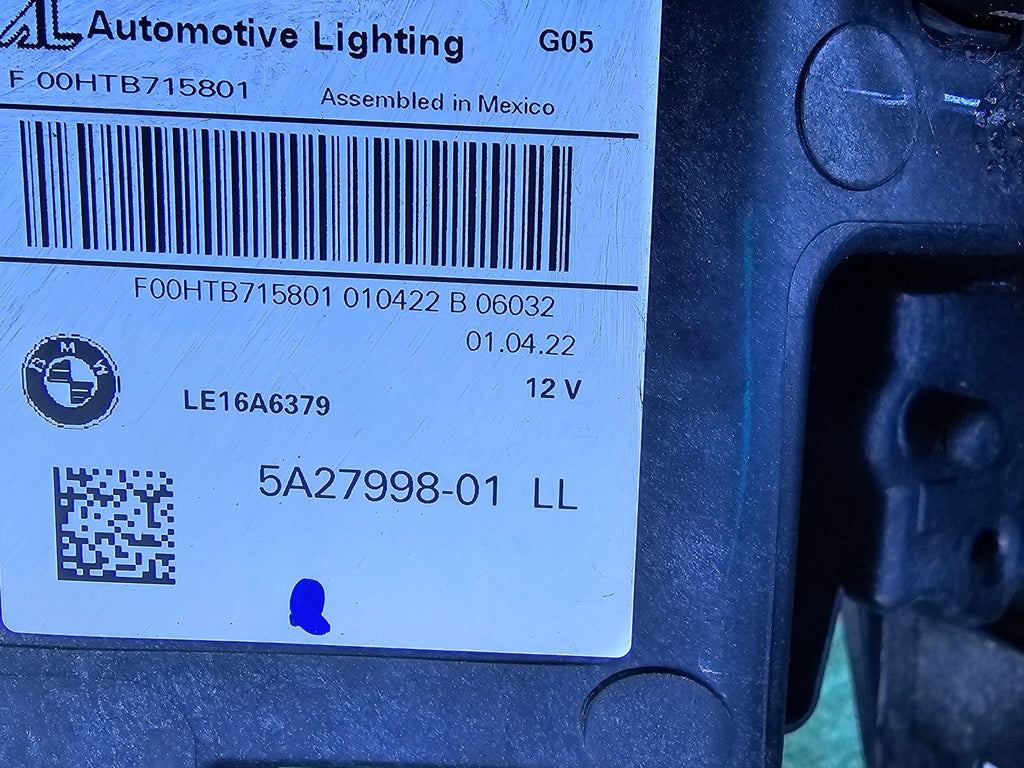 AL Automotive Lighting G05
F 00HTB715801 Assembled in Mexico
F00HTB715801 010422 B 06032
01.04.22
BMW
12 V
LE16A6379
5A27998-01 LL